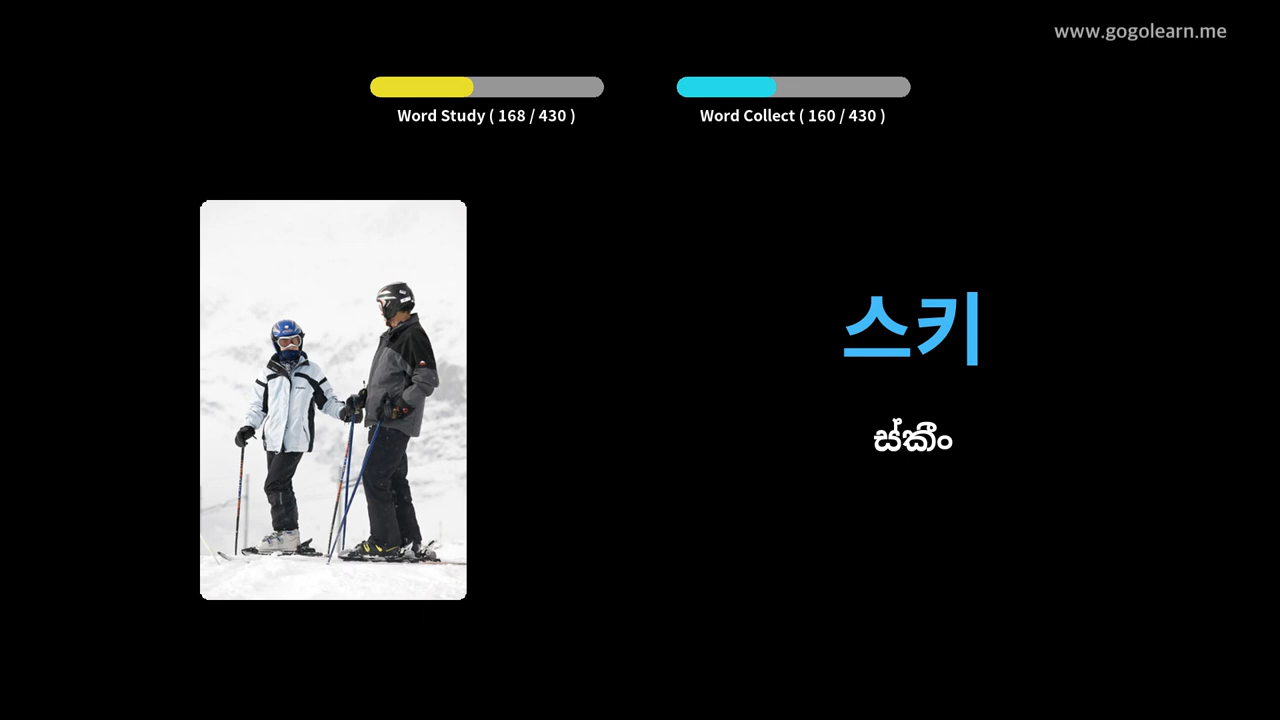 www.gogolearn.me
Word Study ( 168 / 430 )
Word Collect ( 160 / 430 )
스키
ස්කීං